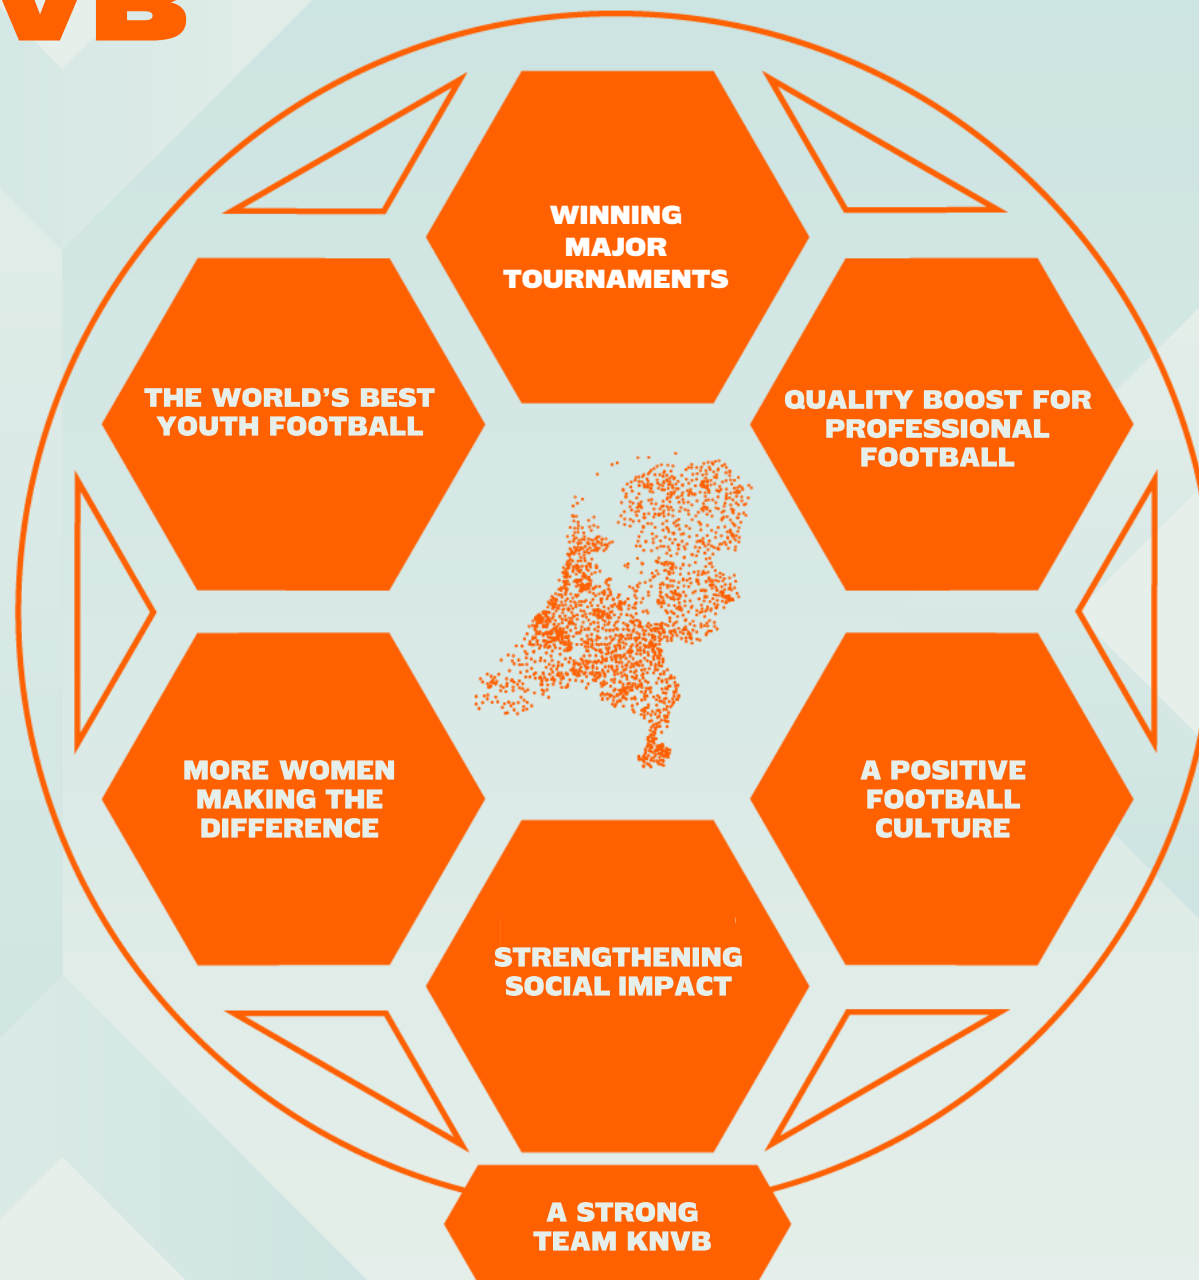 VB
WINNING
MAJOR
TOURNAMENTS
THE WORLD'S BEST
YOUTH FOOTBALL
QUALITY BOOST FOR
PROFESSIONAL
FOOTBALL
MORE WOMEN
MAKING THE
DIFFERENCE
A POSITIVE
FOOTBALL
CULTURE
STRENGTHENING
SOCIAL IMPACT
A STRONG
TEAM KNVB